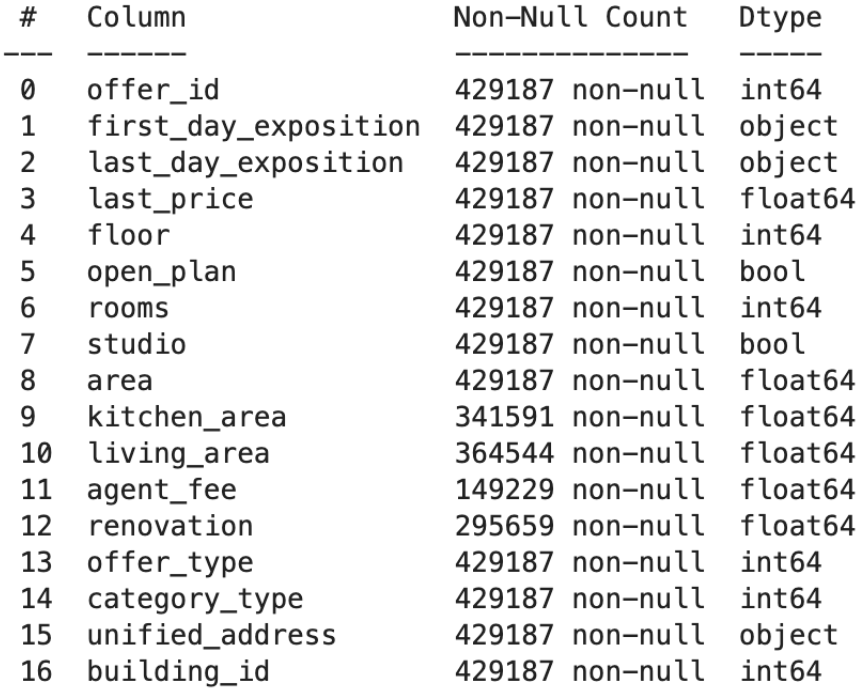 #   Column                Non-Null Count   Dtype
---  ------                --------------   -----
0   offer_id              429187 non-null  int64
1   first_day_exposition  429187 non-null  object
2   last_day_exposition   429187 non-null  object
3   last_price            429187 non-null  float64
4   floor                 429187 non-null  int64
5   open_plan             429187 non-null  bool
6   rooms                 429187 non-null  int64
7   studio                429187 non-null  bool
8   area                  429187 non-null  float64
9   kitchen_area          341591 non-null  float64
10  living_area           364544 non-null  float64
11  agent_fee             149229 non-null  float64
12  renovation            295659 non-null  float64
13  offer_type            429187 non-null  int64
14  category_type         429187 non-null  int64
15  unified_address       429187 non-null  object
16  building_id           429187 non-null  int64